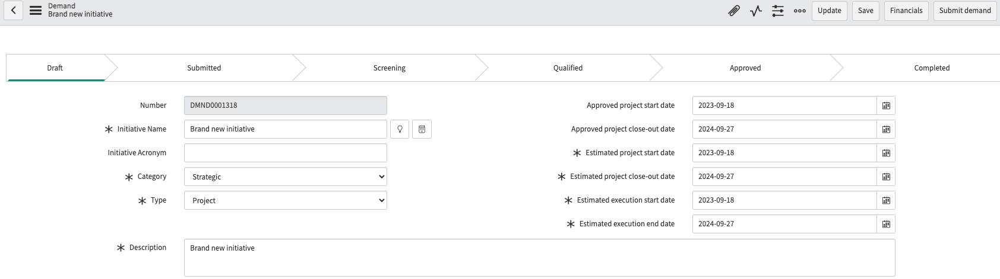 Demand
Brand new initiative
Update
Save
Financials
Submit demand
Draft
Submitted
Screening
Qualified
Approved
Completed
Number
DMND0001318
Initiative Name
Brand new initiative
Initiative Acronym
Category
Strategic
Type
Project
Approved project start date
2023-09-18
Approved project close-out date
2024-09-27
Estimated project start date
2023-09-18
Estimated project close-out date
2024-09-27
Estimated execution start date
2023-09-18
Estimated execution end date
2024-09-27
Description
Brand new initiative